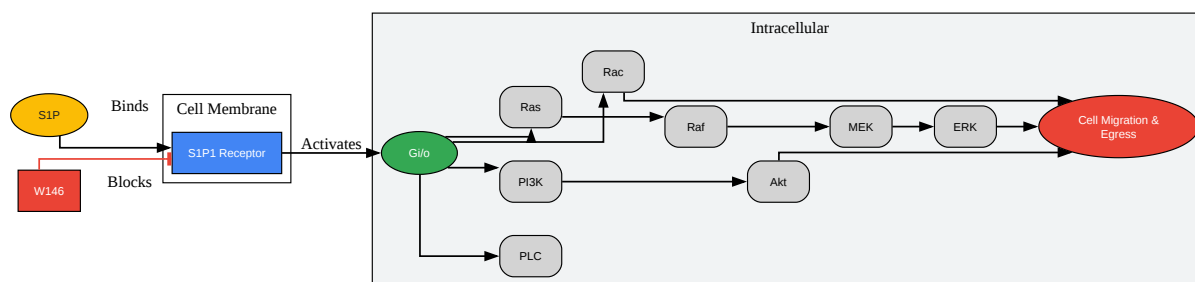 Intracellular
Rac
S1P
Binds
Cell Membrane
Ras
Raf
MEK
ERK
Cell Migration &
Egress
S1P1 Receptor
Activates
Gi/o
Blocks
W146
PI3K
Akt
PLC